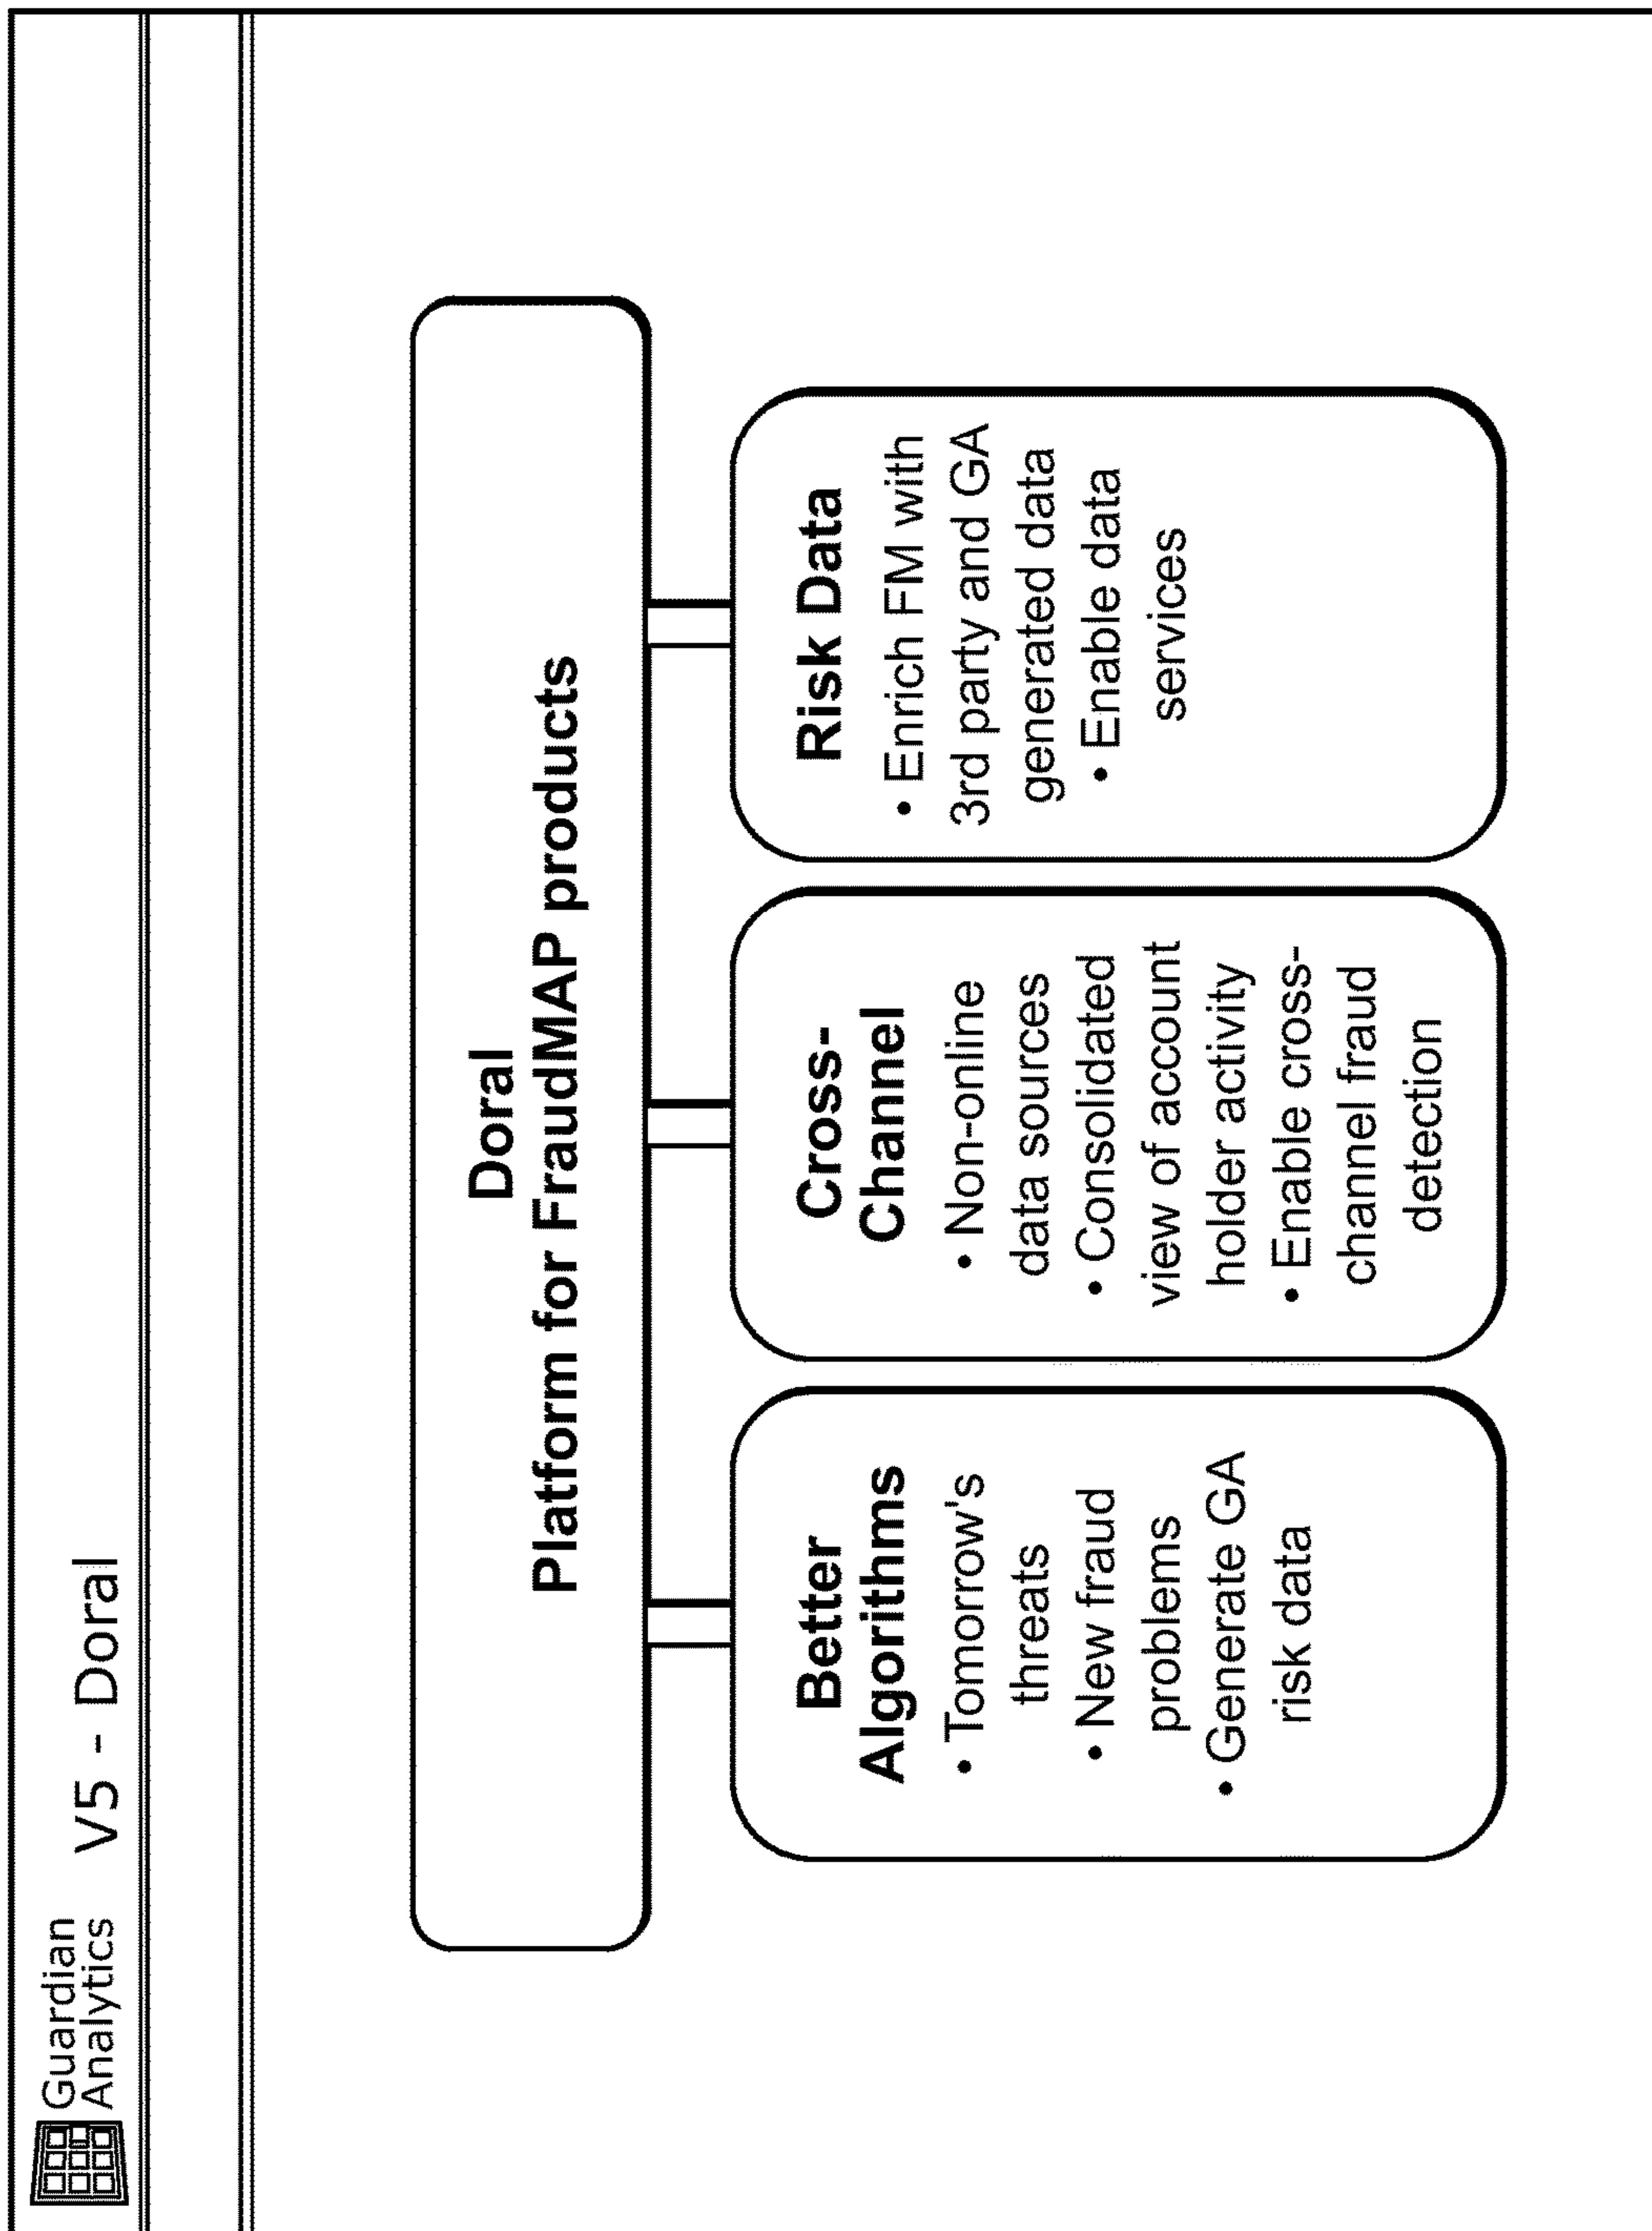 Guardian
Analytics
V5 - Doral
Doral
Platform for FraudMAP products
Better
Algorithms
• Tomorrow's
threats
• New fraud
problems
• Generate GA
risk data
Cross-
Channel
• Non-online
data sources
• Consolidated
view of account
holder activity
• Enable cross-
channel fraud
detection
Risk Data
• Enrich FM with
3rd party and GA
generated data
• Enable data
services